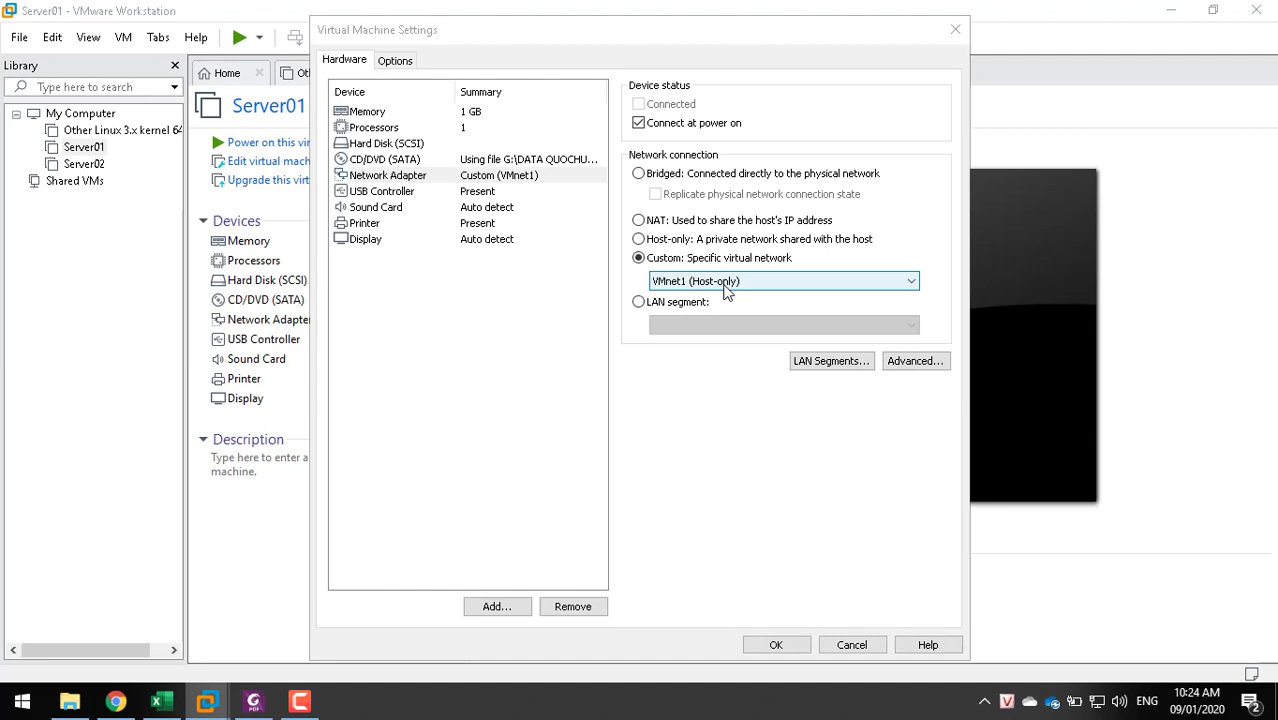 Server01 - VMware Workstation
File Edit View VM Tabs Help
Library
Type here to search
My Computer
Other Linux 3.x kernel 64
Server01
Server02
Shared VMs
Home
Ot
Server01
Power on this vi
Edit virtual mach
Upgrade this virt
Devices
Memory
Processors
Hard Disk (SCSI)
CD/DVD (SATA)
Network Adapte
USB Controller
Sound Card
Printer
Display
Description
Type here to enter a
machine.
Virtual Machine Settings
Hardware Options
Device Summary
Memory 1 GB
Processors 1
Hard Disk (SCSI)
CD/DVD (SATA) Using file G:\DATA QUOCHU...
Network Adapter Custom (VMnet1)
USB Controller Present
Sound Card Auto detect
Printer Present
Display Auto detect
Add... Remove
Device status
Connected
Connect at power on
Network connection
Bridged: Connected directly to the physical network
Replicate physical network connection state
NAT: Used to share the host's IP address
Host-only: A private network shared with the host
Custom: Specific virtual network
VMnet1 (Host-only)
LAN segment:
LAN Segments... Advanced...
OK Cancel Help
ENG
10:24 AM
09/01/2020
2